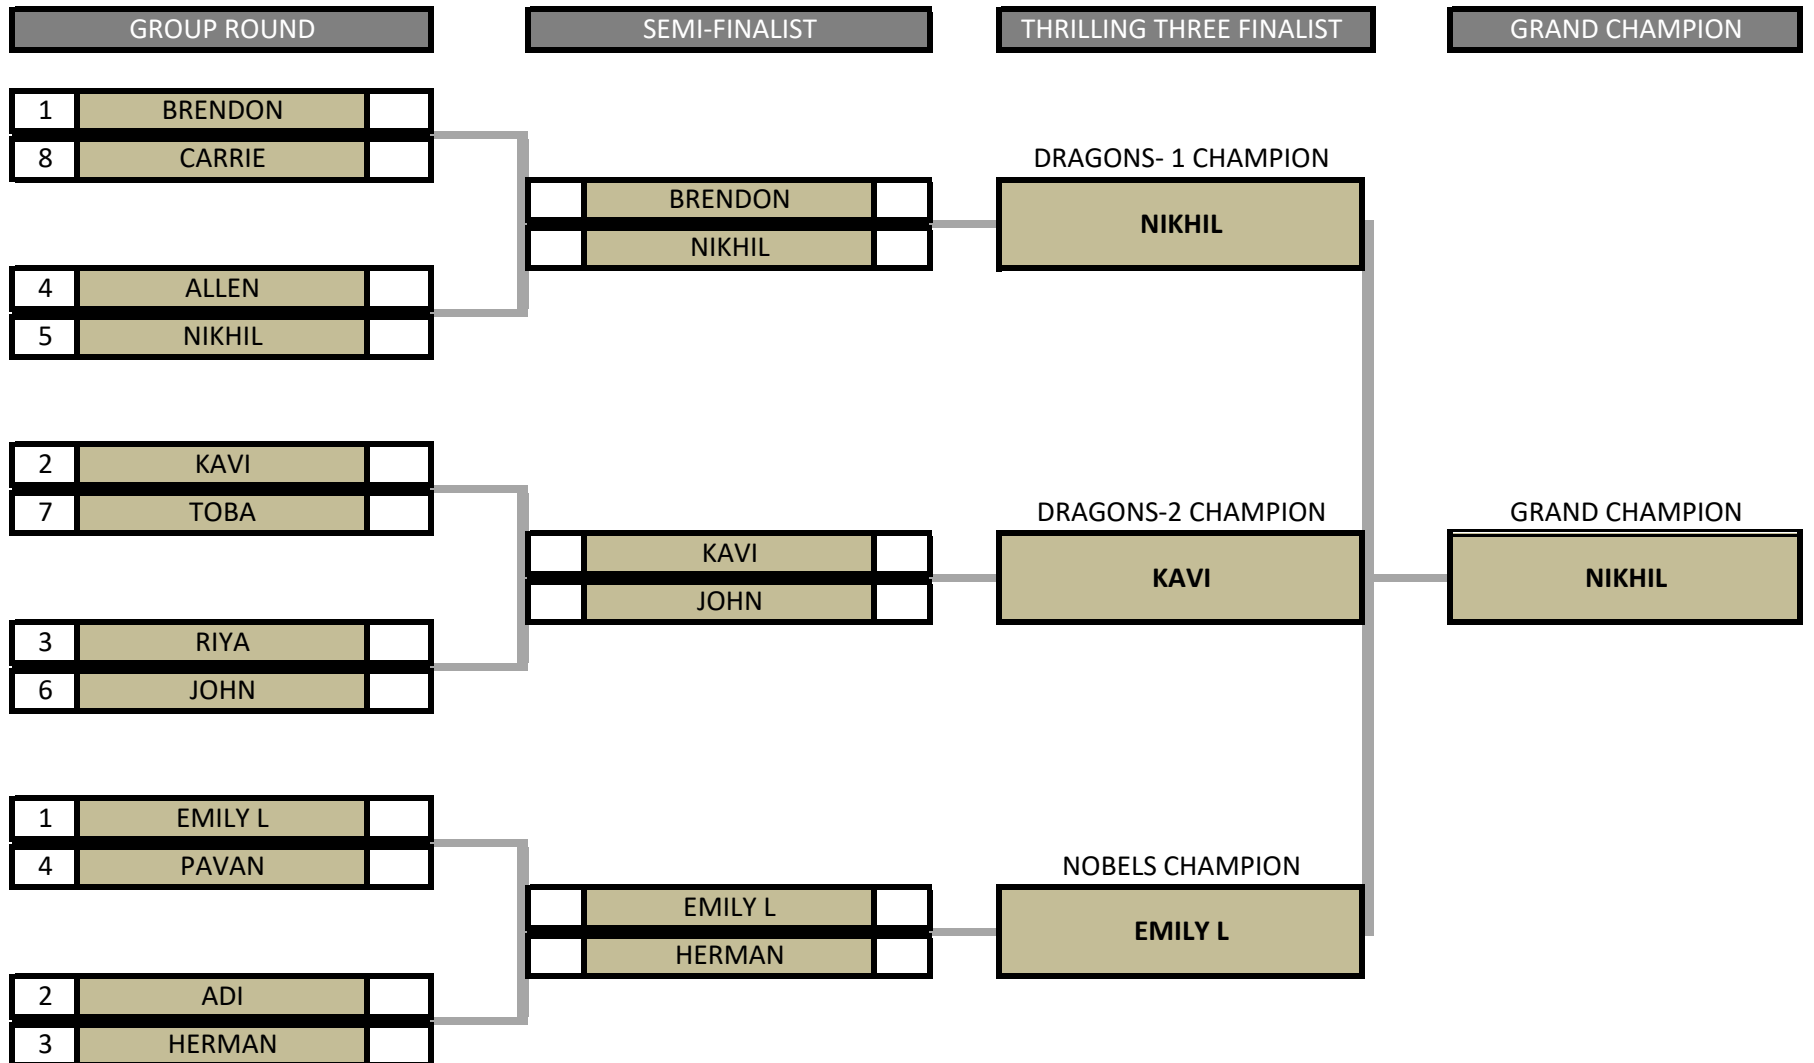 GROUP ROUND
SEMI-FINALIST
THRILLING THREE FINALIST
GRAND CHAMPION
1 BRENDON
8 CARRIE
4 ALLEN
5 NIKHIL
2 KAVI
7 TOBA
3 RIYA
6 JOHN
1 EMILY L
4 PAVAN
2 ADI
3 HERMAN
BRENDON
NIKHIL
KAVI
JOHN
EMILY L
HERMAN
DRAGONS- 1 CHAMPION
NIKHIL
DRAGONS-2 CHAMPION
KAVI
NOBELS CHAMPION
EMILY L
GRAND CHAMPION
NIKHIL